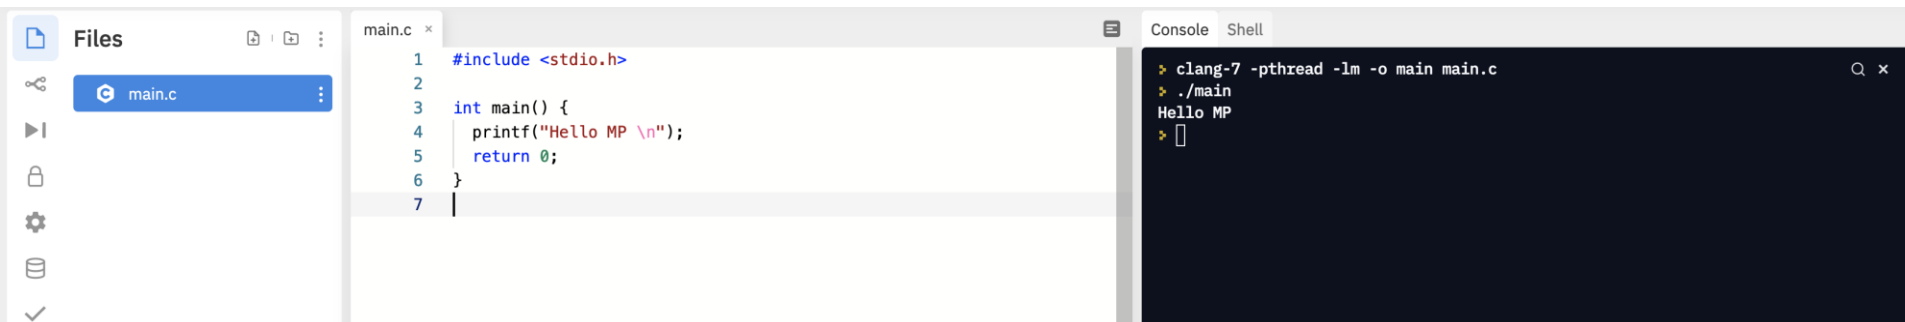 Files
main.c
main.c ×
1 #include <stdio.h>
2
3 int main() {
4 printf("Hello MP \n");
5 return 0;
6 }
7
Console Shell
clang-7 -pthread -lm -o main main.c
./main
Hello MP